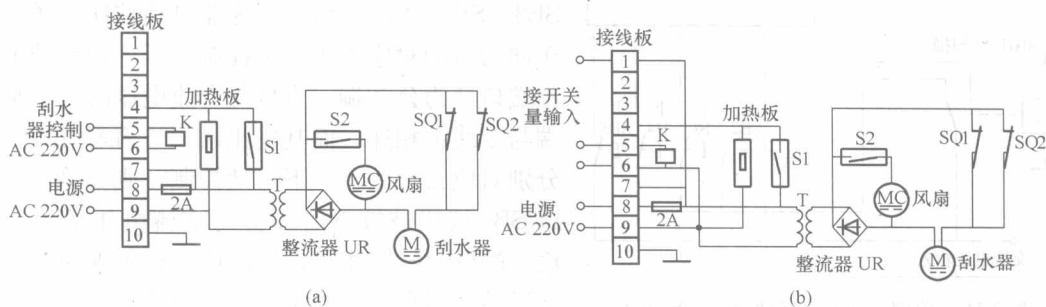 接线板
1
2
3
4
5
6
7
8
9
10
刮水
器控制
AC 220V
电源
AC 220V
K
加热板
S1
2A
T
S2
MC
风扇
SQ1
SQ2
整流器 UR
M
刮水器
(a)
接线板
1
2
3
4
5
6
7
8
9
10
接开关
量输入
电源
AC 220V
K
加热板
S1
2A
T
S2
MC
风扇
SQ1
SQ2
整流器 UR
M
刮水器
(b)